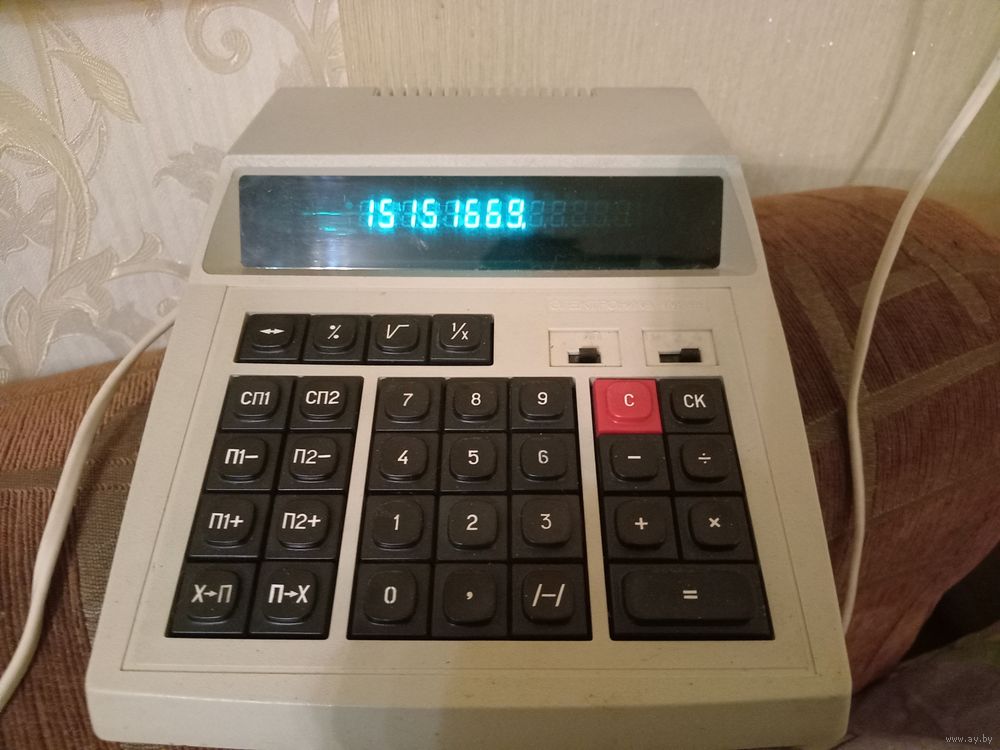 15151669.
ЭЛЕКТРОНИКА
↔ % √ 1/x
СП1 СП2 7 8 9 С СК
П1− П2− 4 5 6 − ÷
П1+ П2+ 1 2 3 + ×
Х→П П→Х 0 , /−/ =
www.ay.by